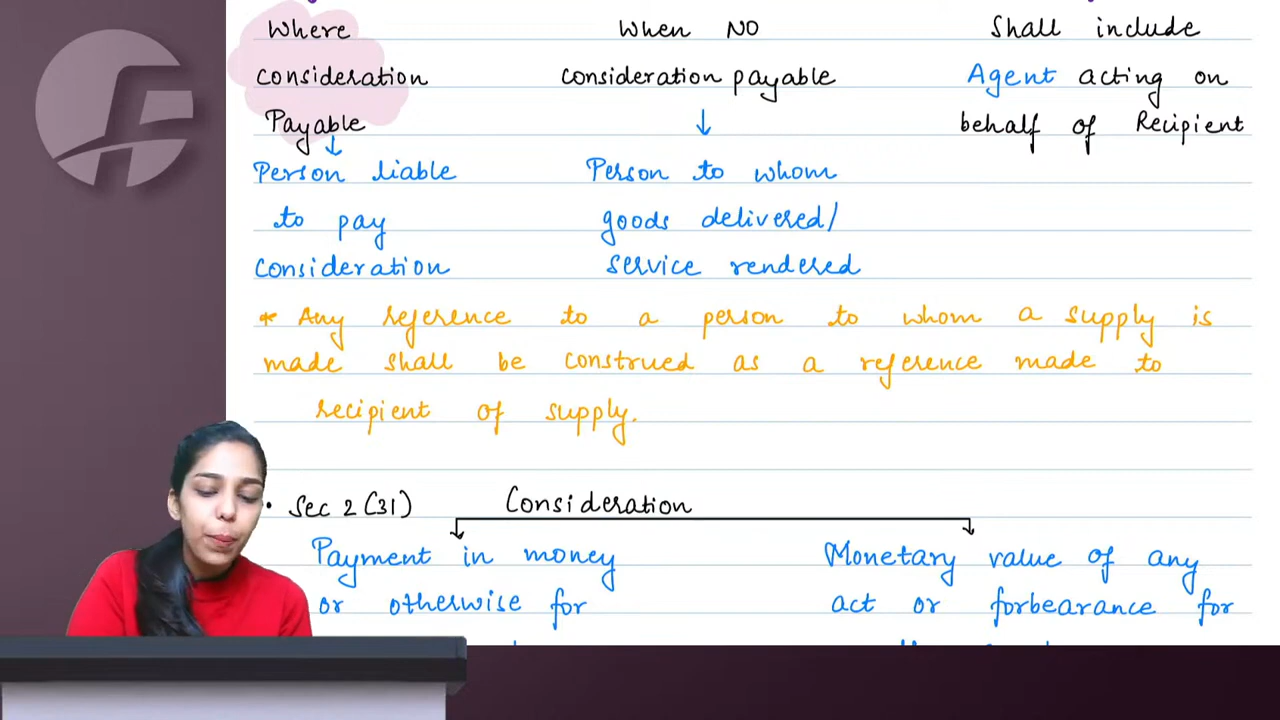 Where
consideration
Payable
Person liable
to pay
consideration
When NO
consideration payable
Person to whom
goods delivered/
service rendered
Shall include
Agent acting on
behalf of Recipient
* Any reference to a person to whom a supply is
made shall be construed as a reference made to
recipient of supply.
• Sec 2 (31) Consideration
Payment in money
or otherwise for
Monetary value of any
act or forbearance for